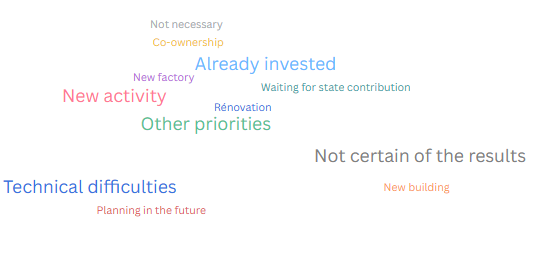 Not necessary
Co-ownership
Already invested
New factory
Waiting for state contribution
New activity
Rénovation
Other priorities
Not certain of the results
Technical difficulties
New building
Planning in the future